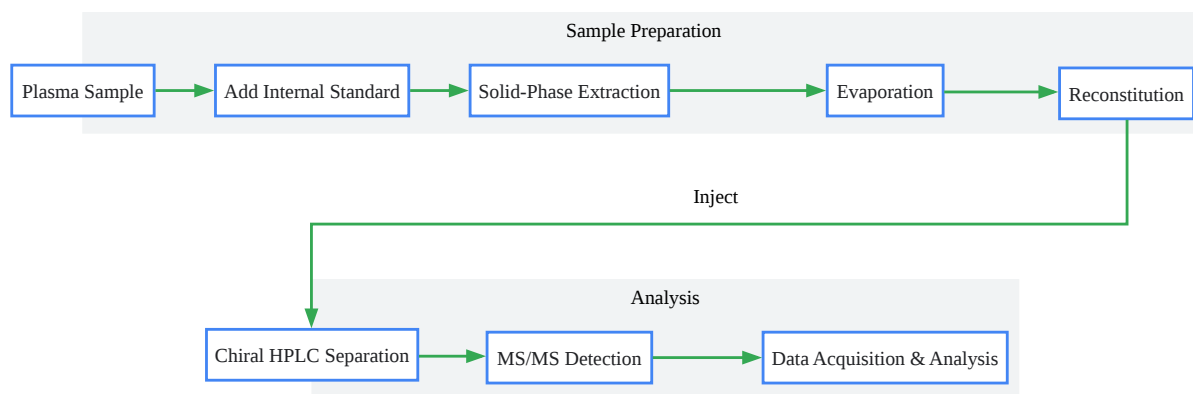 Sample Preparation
Plasma Sample
Add Internal Standard
Solid-Phase Extraction
Evaporation
Reconstitution
Inject
Analysis
Chiral HPLC Separation
MS/MS Detection
Data Acquisition & Analysis